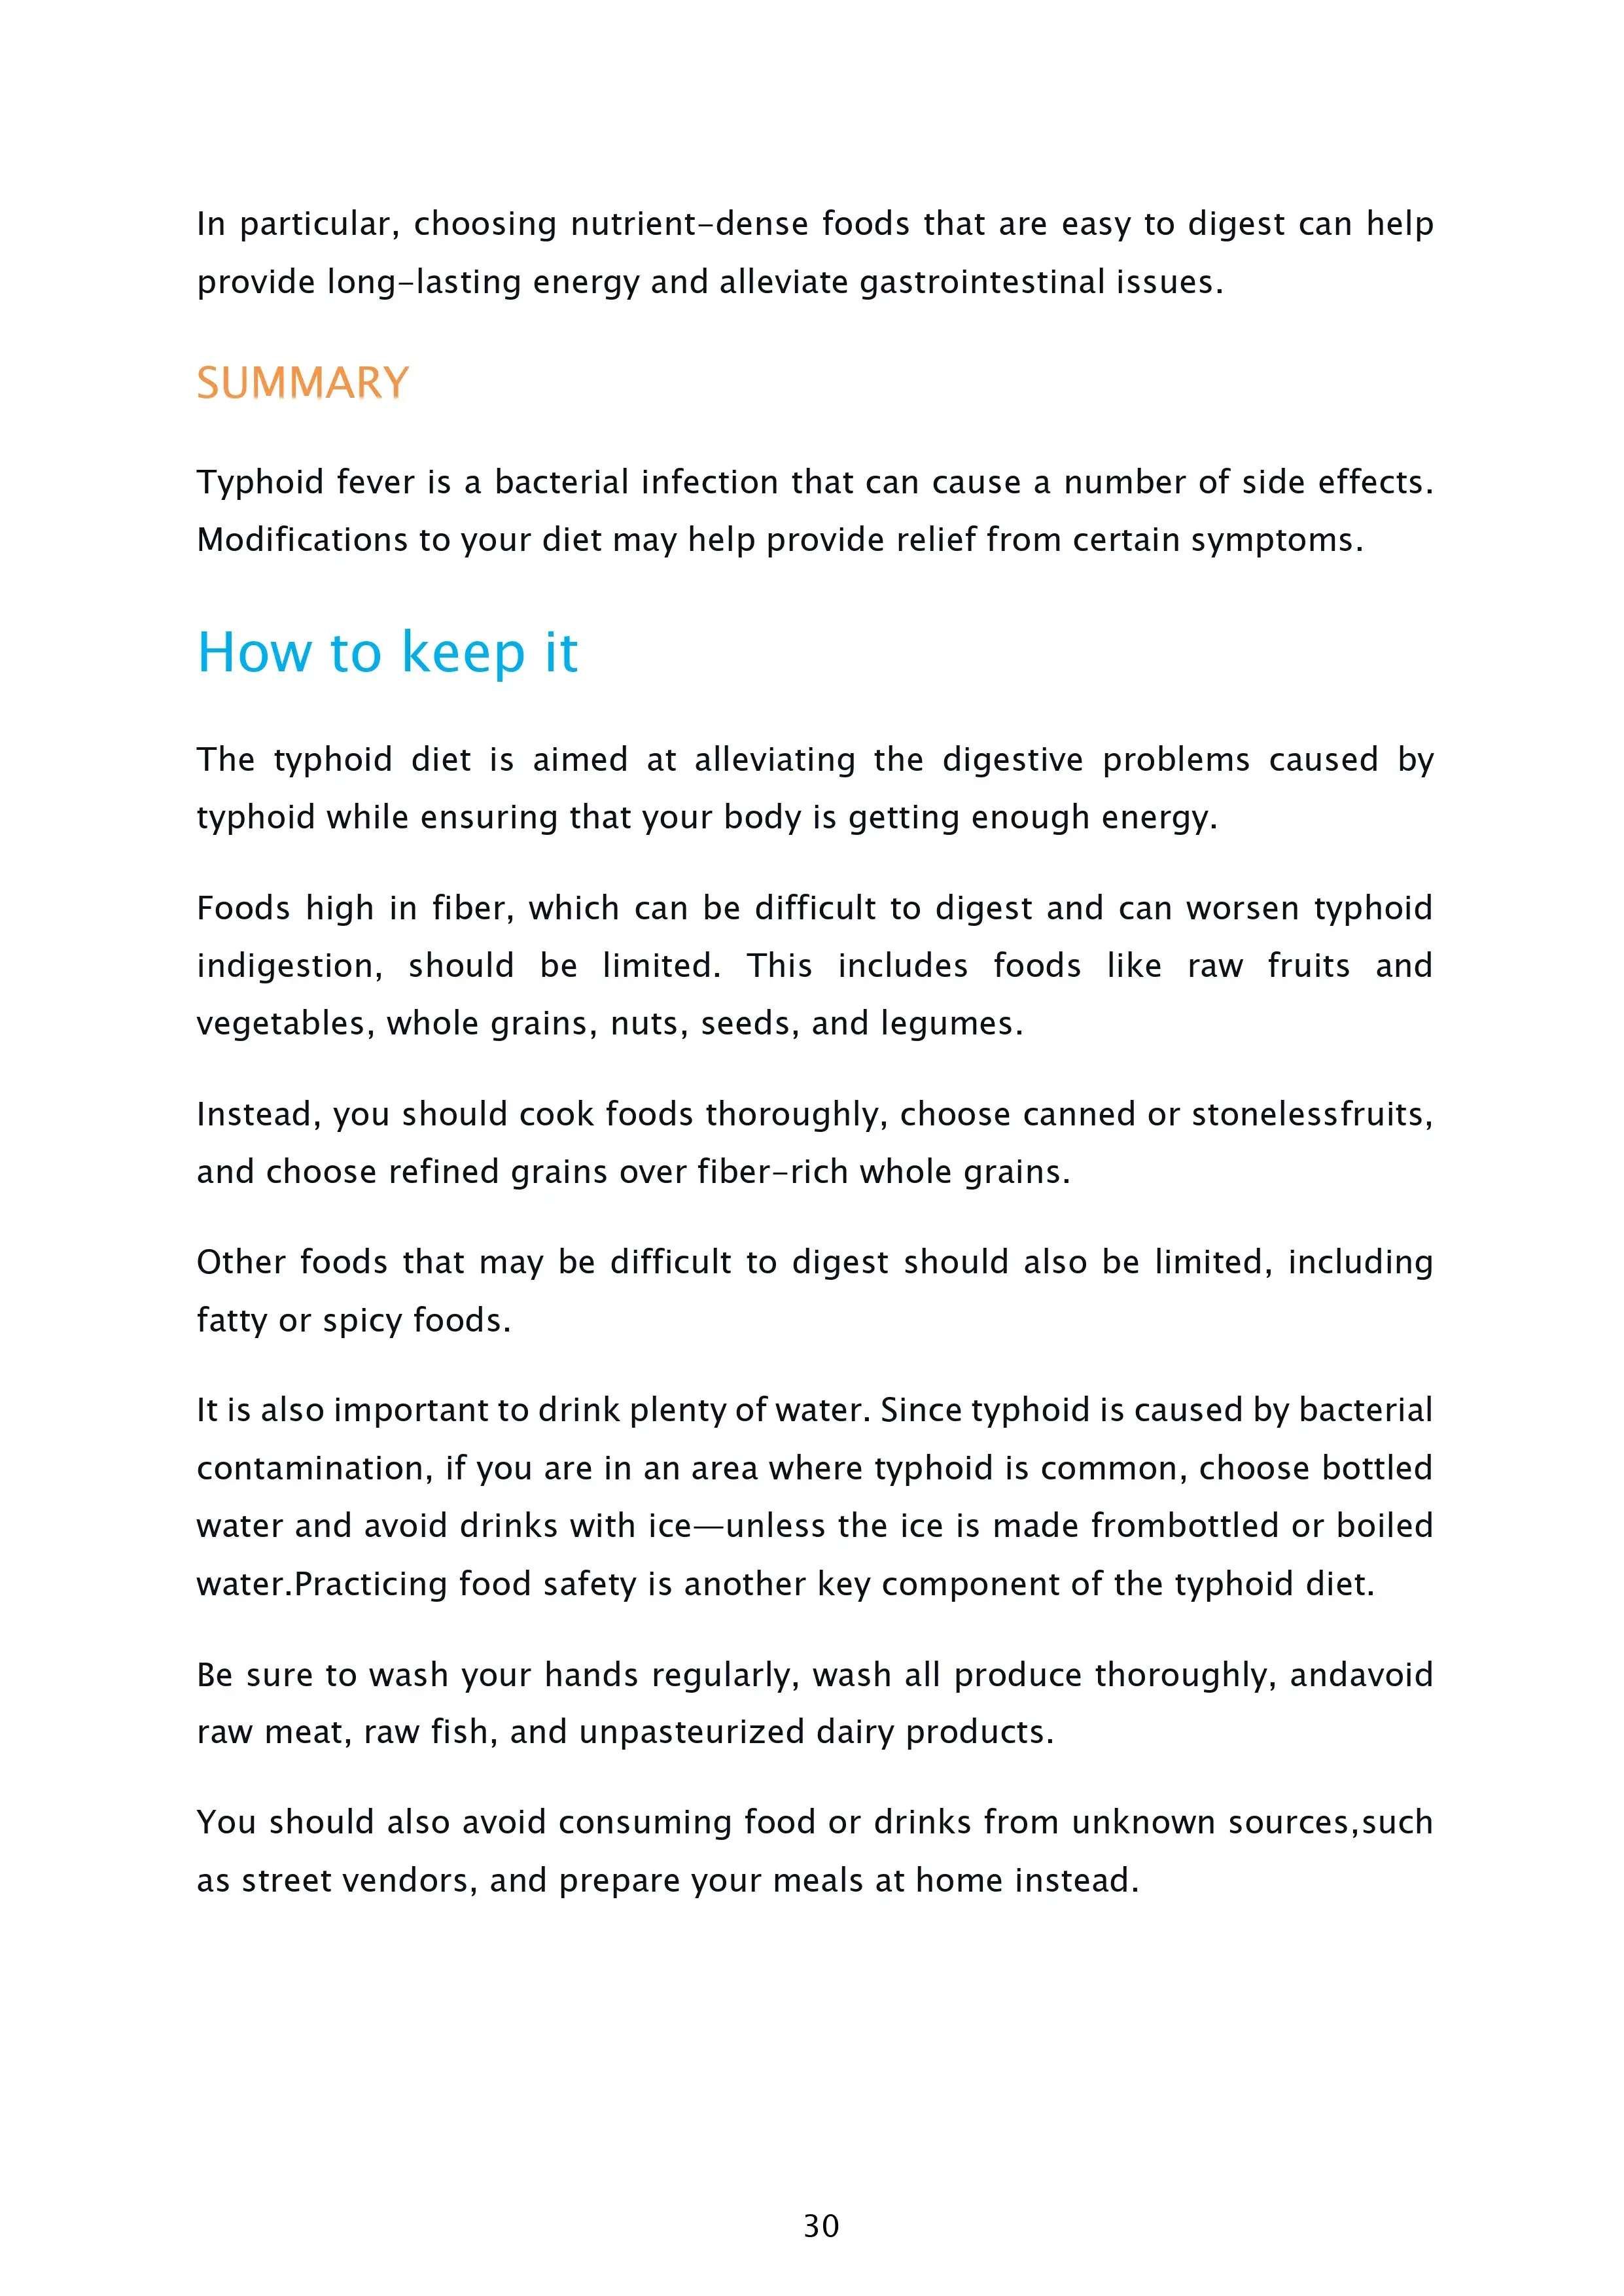 In particular, choosing nutrient-dense foods that are easy to digest can help
provide long-lasting energy and alleviate gastrointestinal issues.
SUMMARY
Typhoid fever is a bacterial infection that can cause a number of side effects.
Modifications to your diet may help provide relief from certain symptoms.
How to keep it
The typhoid diet is aimed at alleviating the digestive problems caused by
typhoid while ensuring that your body is getting enough energy.
Foods high in fiber, which can be difficult to digest and can worsen typhoid
indigestion, should be limited. This includes foods like raw fruits and
vegetables, whole grains, nuts, seeds, and legumes.
Instead, you should cook foods thoroughly, choose canned or stonelessfruits,
and choose refined grains over fiber-rich whole grains.
Other foods that may be difficult to digest should also be limited, including
fatty or spicy foods.
It is also important to drink plenty of water. Since typhoid is caused by bacterial
contamination, if you are in an area where typhoid is common, choose bottled
water and avoid drinks with ice—unless the ice is made frombottled or boiled
water.Practicing food safety is another key component of the typhoid diet.
Be sure to wash your hands regularly, wash all produce thoroughly, andavoid
raw meat, raw fish, and unpasteurized dairy products.
You should also avoid consuming food or drinks from unknown sources,such
as street vendors, and prepare your meals at home instead.
30